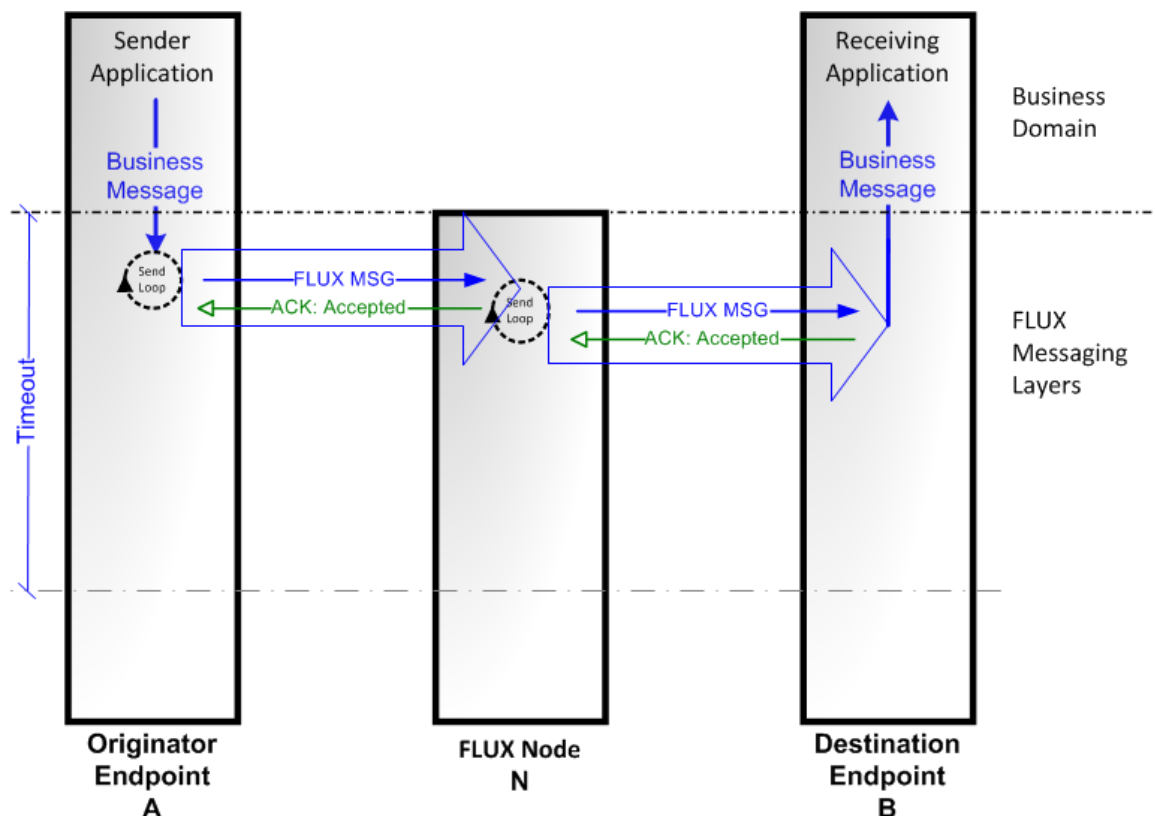 Sender
Application
Receiving
Application
Business
Domain
Business
Message
Business
Message
Send
Loop
FLUX MSG
ACK: Accepted
Send
Loop
FLUX MSG
ACK: Accepted
FLUX
Messaging
Layers
Timeout
Originator
Endpoint
A
FLUX Node
N
Destination
Endpoint
B